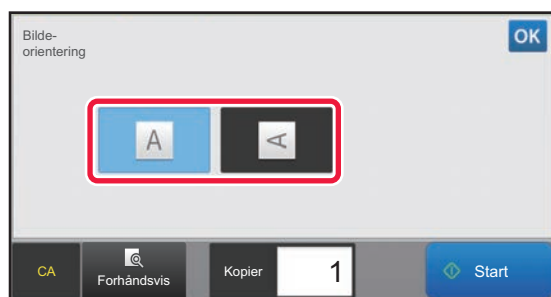 Bilde-
orientering
OK
A
A
CA
Forhåndsvis
Kopier
1
Start